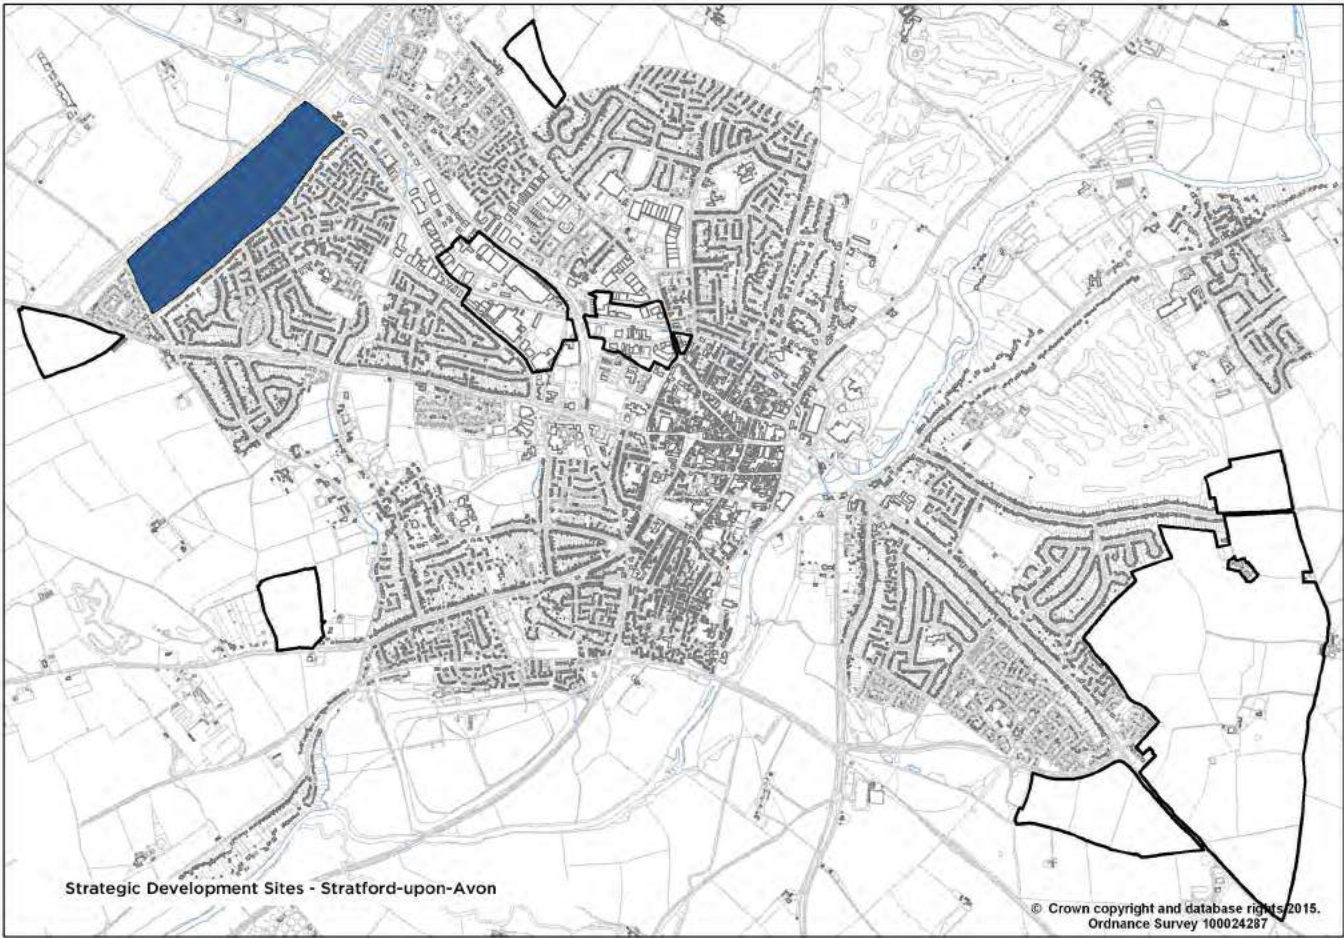 Strategic Development Sites - Stratford-upon-Avon
© Crown copyright and database rights 2015.
Ordnance Survey 100024287